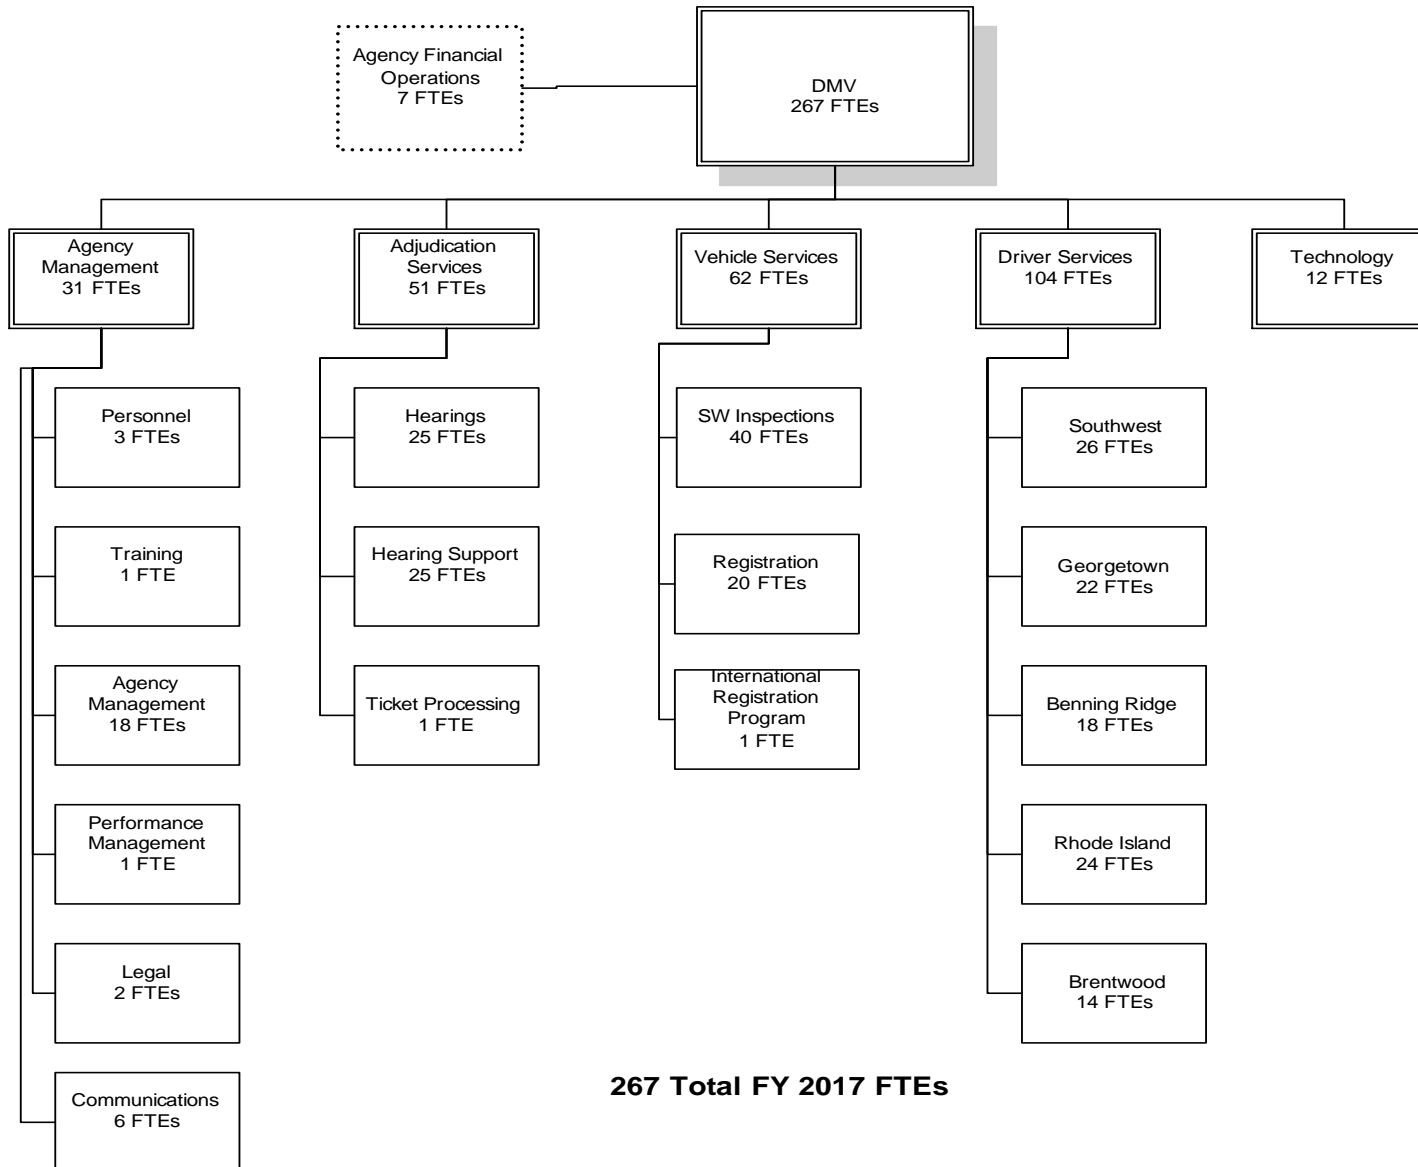 Agency Financial
Operations
7 FTEs
DMV
267 FTEs
Agency
Management
31 FTEs
Adjudication
Services
51 FTEs
Vehicle Services
62 FTEs
Driver Services
104 FTEs
Technology
12 FTEs
Personnel
3 FTEs
Training
1 FTE
Agency
Management
18 FTEs
Performance
Management
1 FTE
Legal
2 FTEs
Communications
6 FTEs
Hearings
25 FTEs
Hearing Support
25 FTEs
Ticket Processing
1 FTE
SW Inspections
40 FTEs
Registration
20 FTEs
International
Registration
Program
1 FTE
Southwest
26 FTEs
Georgetown
22 FTEs
Benning Ridge
18 FTEs
Rhode Island
24 FTEs
Brentwood
14 FTEs
267 Total FY 2017 FTEs